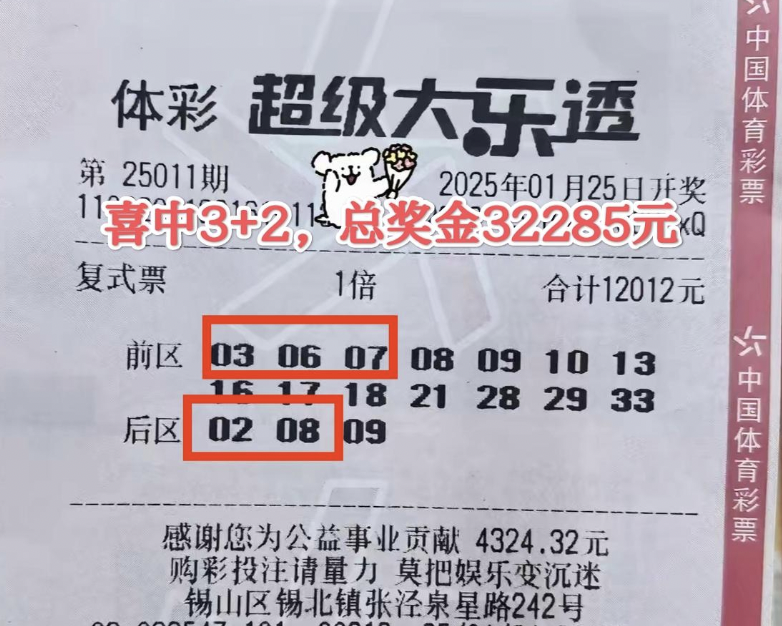 体彩 超级大乐透
第 25011期
2025年01月25日开奖
喜中3+2，总奖金32285元
xQ
复式票 1倍 合计12012元
前区 03 06 07 08 09 10 13
16 17 18 21 28 29 33
后区 02 08 09
感谢您为公益事业贡献 4324.32元
购彩投注请量力 莫把娱乐变沉迷
锡山区锡北镇张泾泉星路242号
中国体育彩票
中国体育彩票